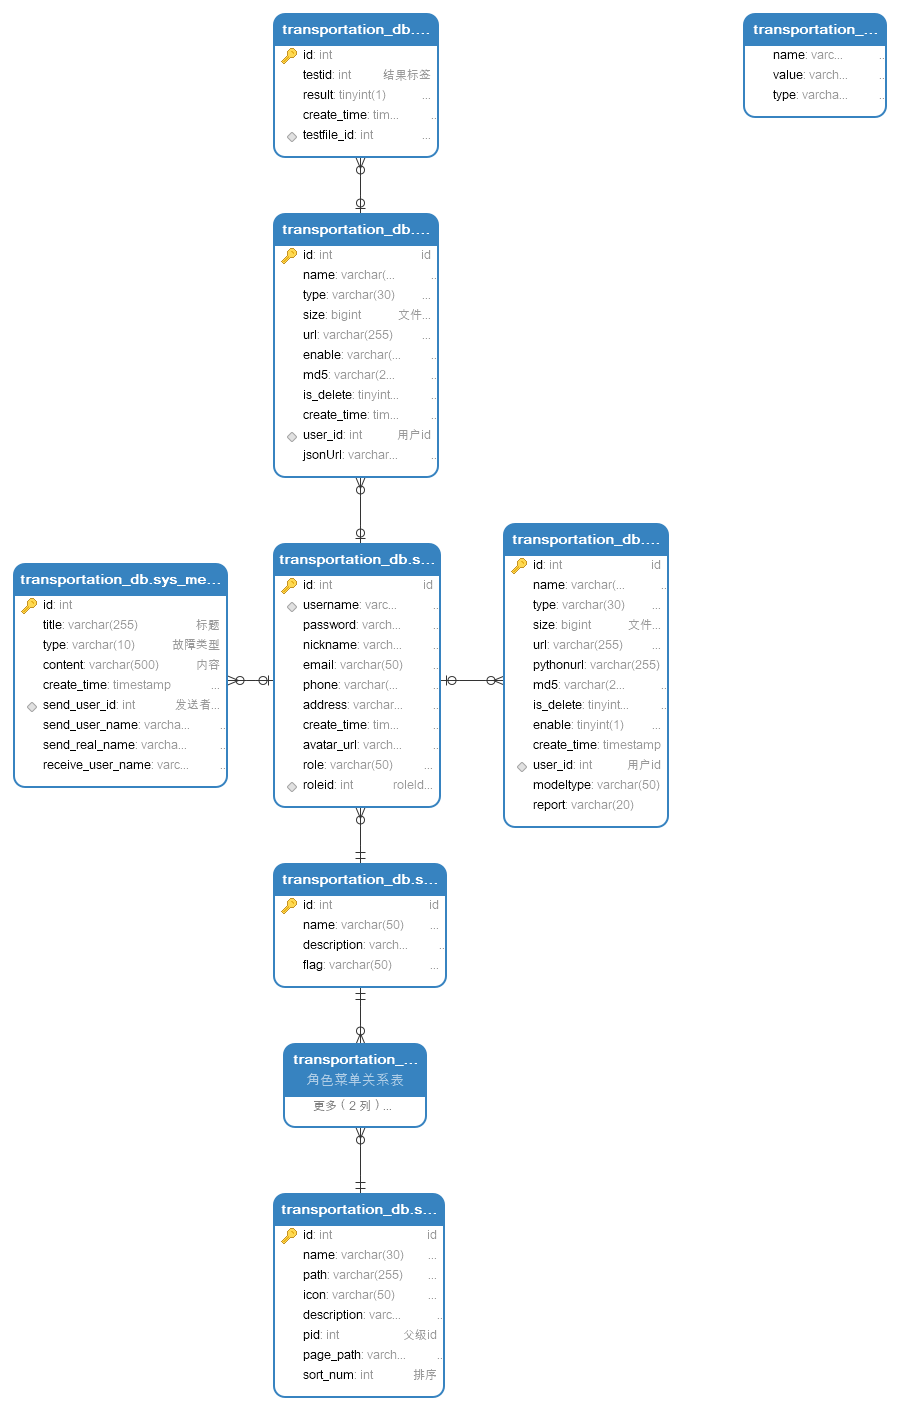 transportation_db....
id: int
testid: int 结果标签
result: tinyint(1) ...
create_time: tim... ..
testfile_id: int ...
transportation_...
name: varc... ..
value: varch... ..
type: varcha... ..
transportation_db....
id: int id
name: varchar(... ..
type: varchar(30) ...
size: bigint 文件...
url: varchar(255) ...
enable: varchar(... ..
md5: varchar(2... ..
is_delete: tinyint... ..
create_time: tim... ..
user_id: int 用户id
jsonUrl: varchar... ..
transportation_db.sys_me...
id: int
title: varchar(255) 标题
type: varchar(10) 故障类型
content: varchar(500) 内容
create_time: timestamp ...
send_user_id: int 发送者...
send_user_name: varcha... ..
send_real_name: varcha... ..
receive_user_name: varc... ..
transportation_db.s...
id: int id
username: varc... ..
password: varch... ..
nickname: varch... ..
email: varchar(50) ..
phone: varchar(... ..
address: varchar... ..
create_time: tim... ..
avatar_url: varch... ..
role: varchar(50) ...
roleid: int roleId...
transportation_db....
id: int id
name: varchar(... ..
type: varchar(30) ...
size: bigint 文件...
url: varchar(255) ...
pythonurl: varchar(255)
md5: varchar(2... ..
is_delete: tinyint... ..
enable: tinyint(1) ...
create_time: timestamp
user_id: int 用户id
modeltype: varchar(50)
report: varchar(20)
transportation_db.s...
id: int id
name: varchar(50) ...
description: varch... ..
flag: varchar(50) ...
transportation_...
角色菜单关系表
更多 ( 2 列 ) ...
transportation_db.s...
id: int id
name: varchar(30) ...
path: varchar(255) ...
icon: varchar(50) ...
description: varc... ..
pid: int 父级id
page_path: varch... ..
sort_num: int 排序